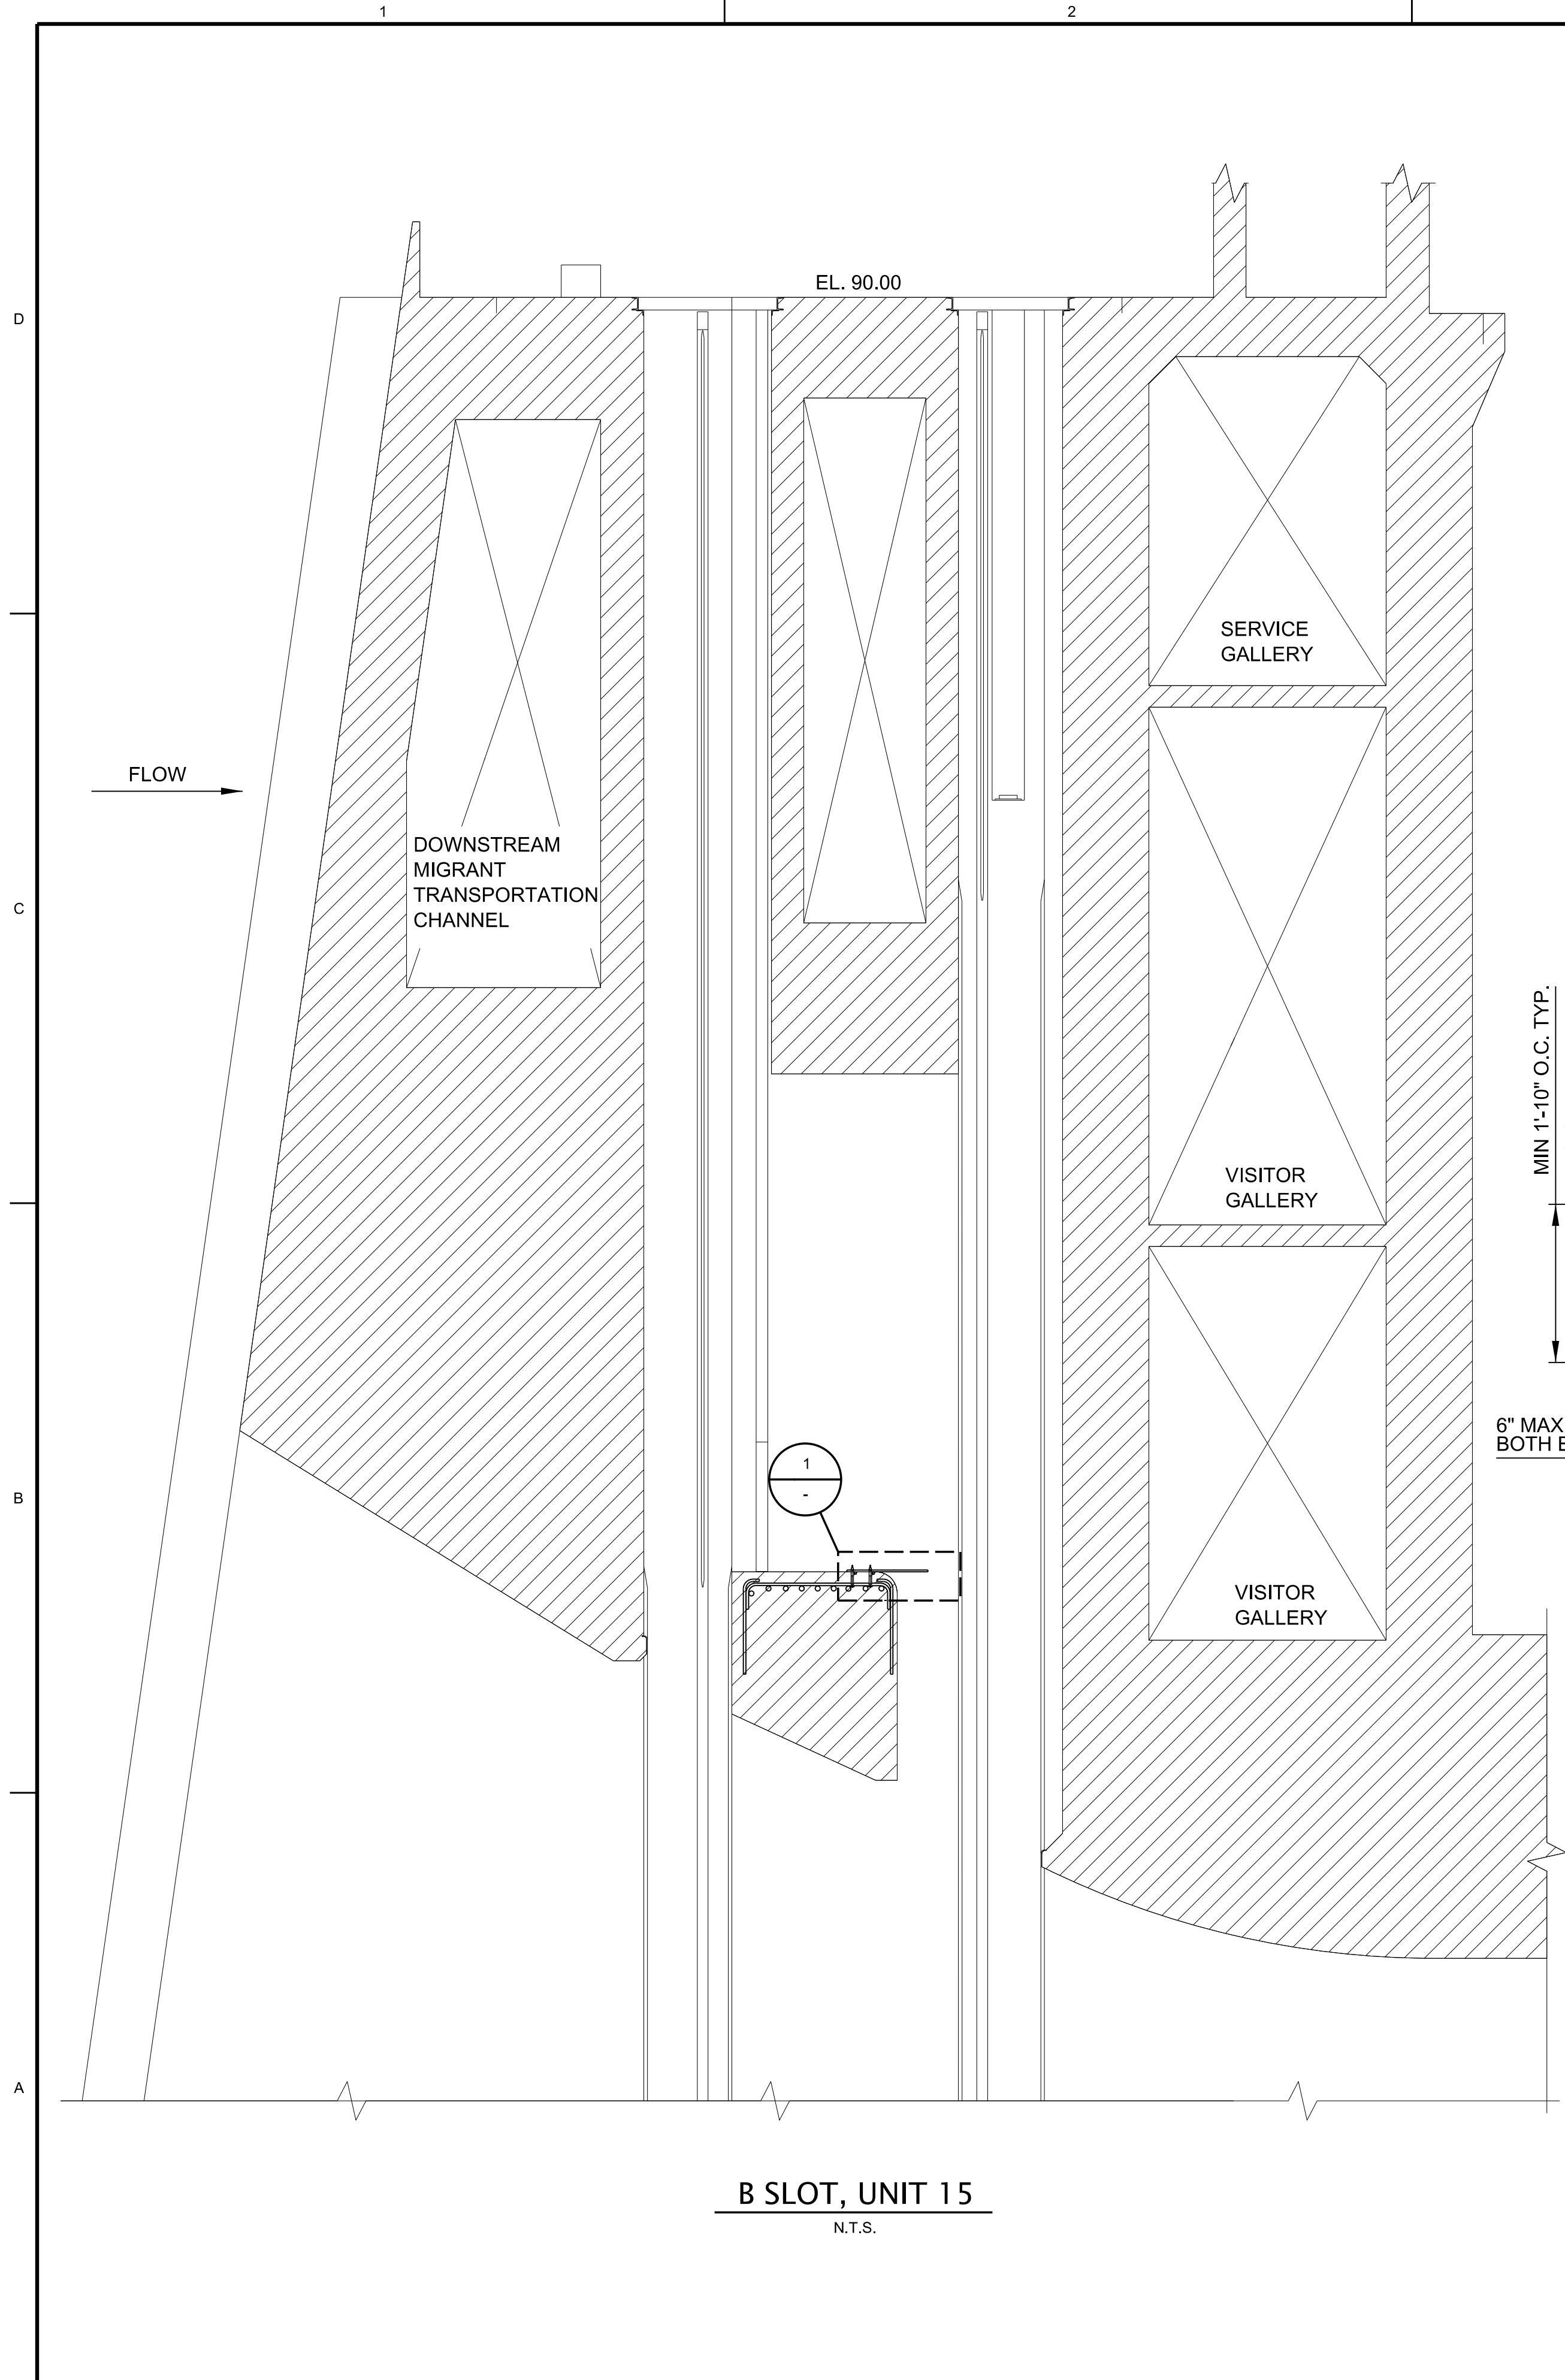 1
2
EL. 90.00
D
SERVICE
GALLERY
FLOW
DOWNSTREAM
MIGRANT
TRANSPORTATION
CHANNEL
C
MIN 1'-10" O.C. TYP.
VISITOR
GALLERY
6" MAX
BOTH E
1
-
B
VISITOR
GALLERY
A
B SLOT, UNIT 15
N.T.S.